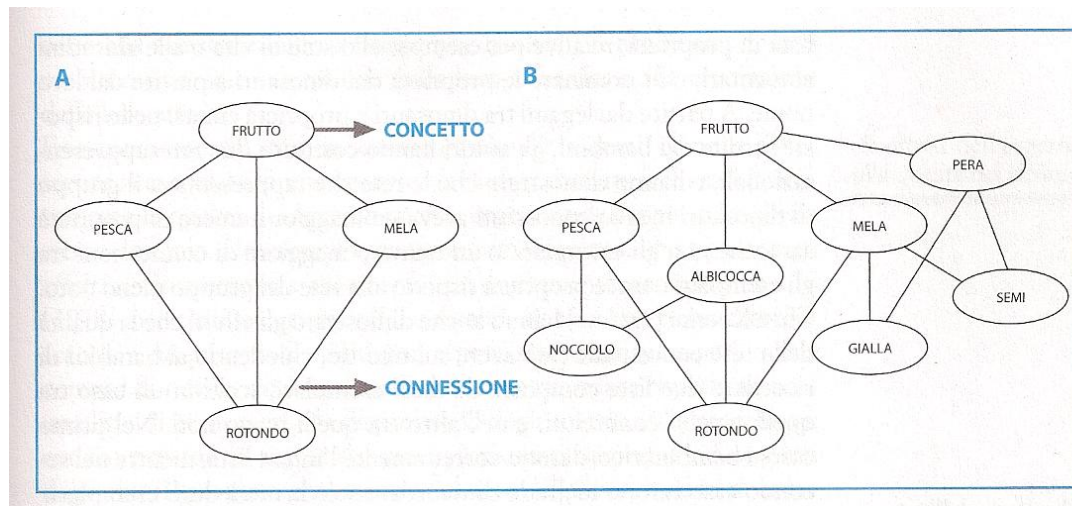 A
FRUTTO
CONCETTO
PESCA
MELA
CONNESSIONE
ROTONDO
B
FRUTTO
PERA
PESCA
MELA
ALBICOCCA
SEMI
NOCCIOLO
GIALLA
ROTONDO